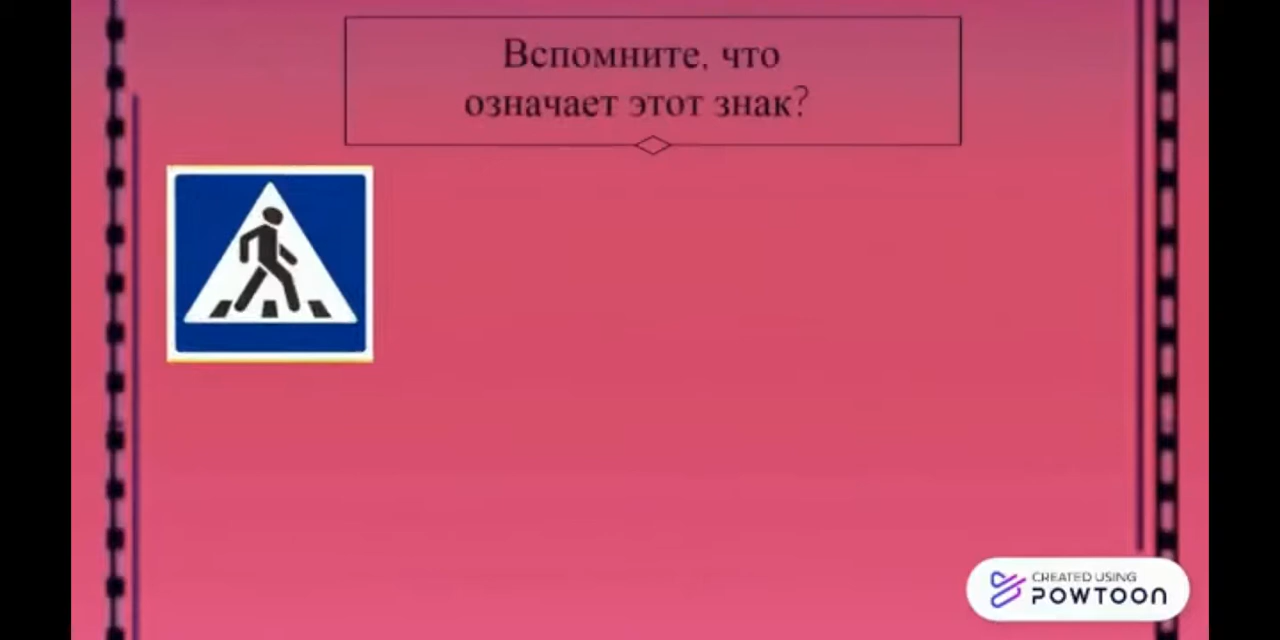 Вспомните, что
означает этот знак?
CREATED USING
POWTOON